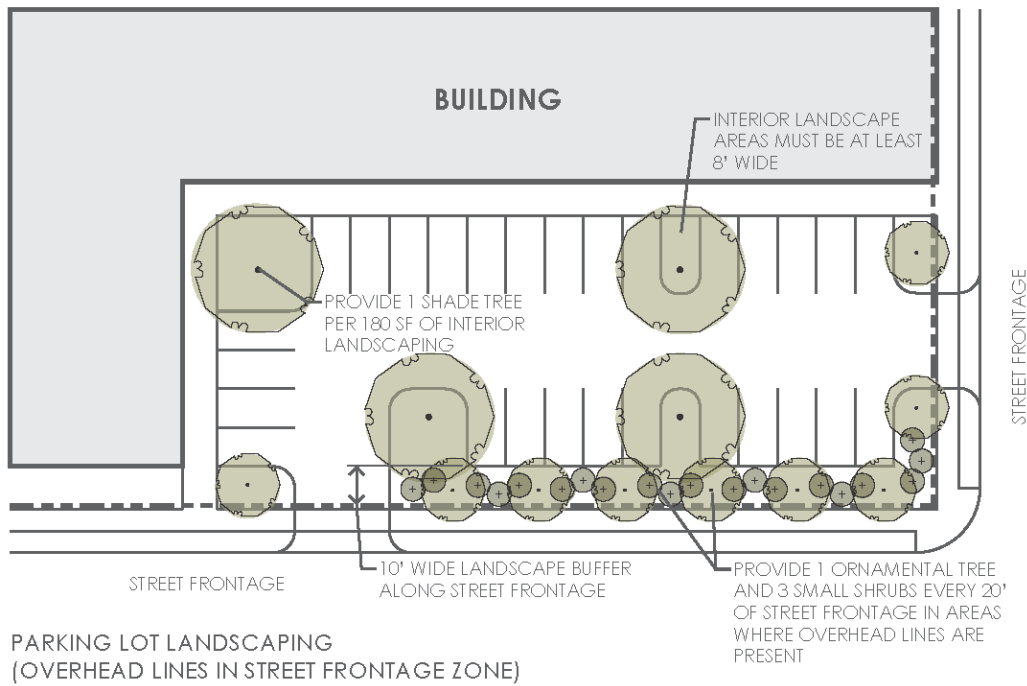 BUILDING
INTERIOR LANDSCAPE
AREAS MUST BE AT LEAST
8' WIDE
PROVIDE 1 SHADE TREE
PER 180 SF OF INTERIOR
LANDSCAPING
STREET FRONTAGE
STREET FRONTAGE
10' WIDE LANDSCAPE BUFFER
ALONG STREET FRONTAGE
PROVIDE 1 ORNAMENTAL TREE
AND 3 SMALL SHRUBS EVERY 20'
OF STREET FRONTAGE IN AREAS
WHERE OVERHEAD LINES ARE
PRESENT
PARKING LOT LANDSCAPING
(OVERHEAD LINES IN STREET FRONTAGE ZONE)